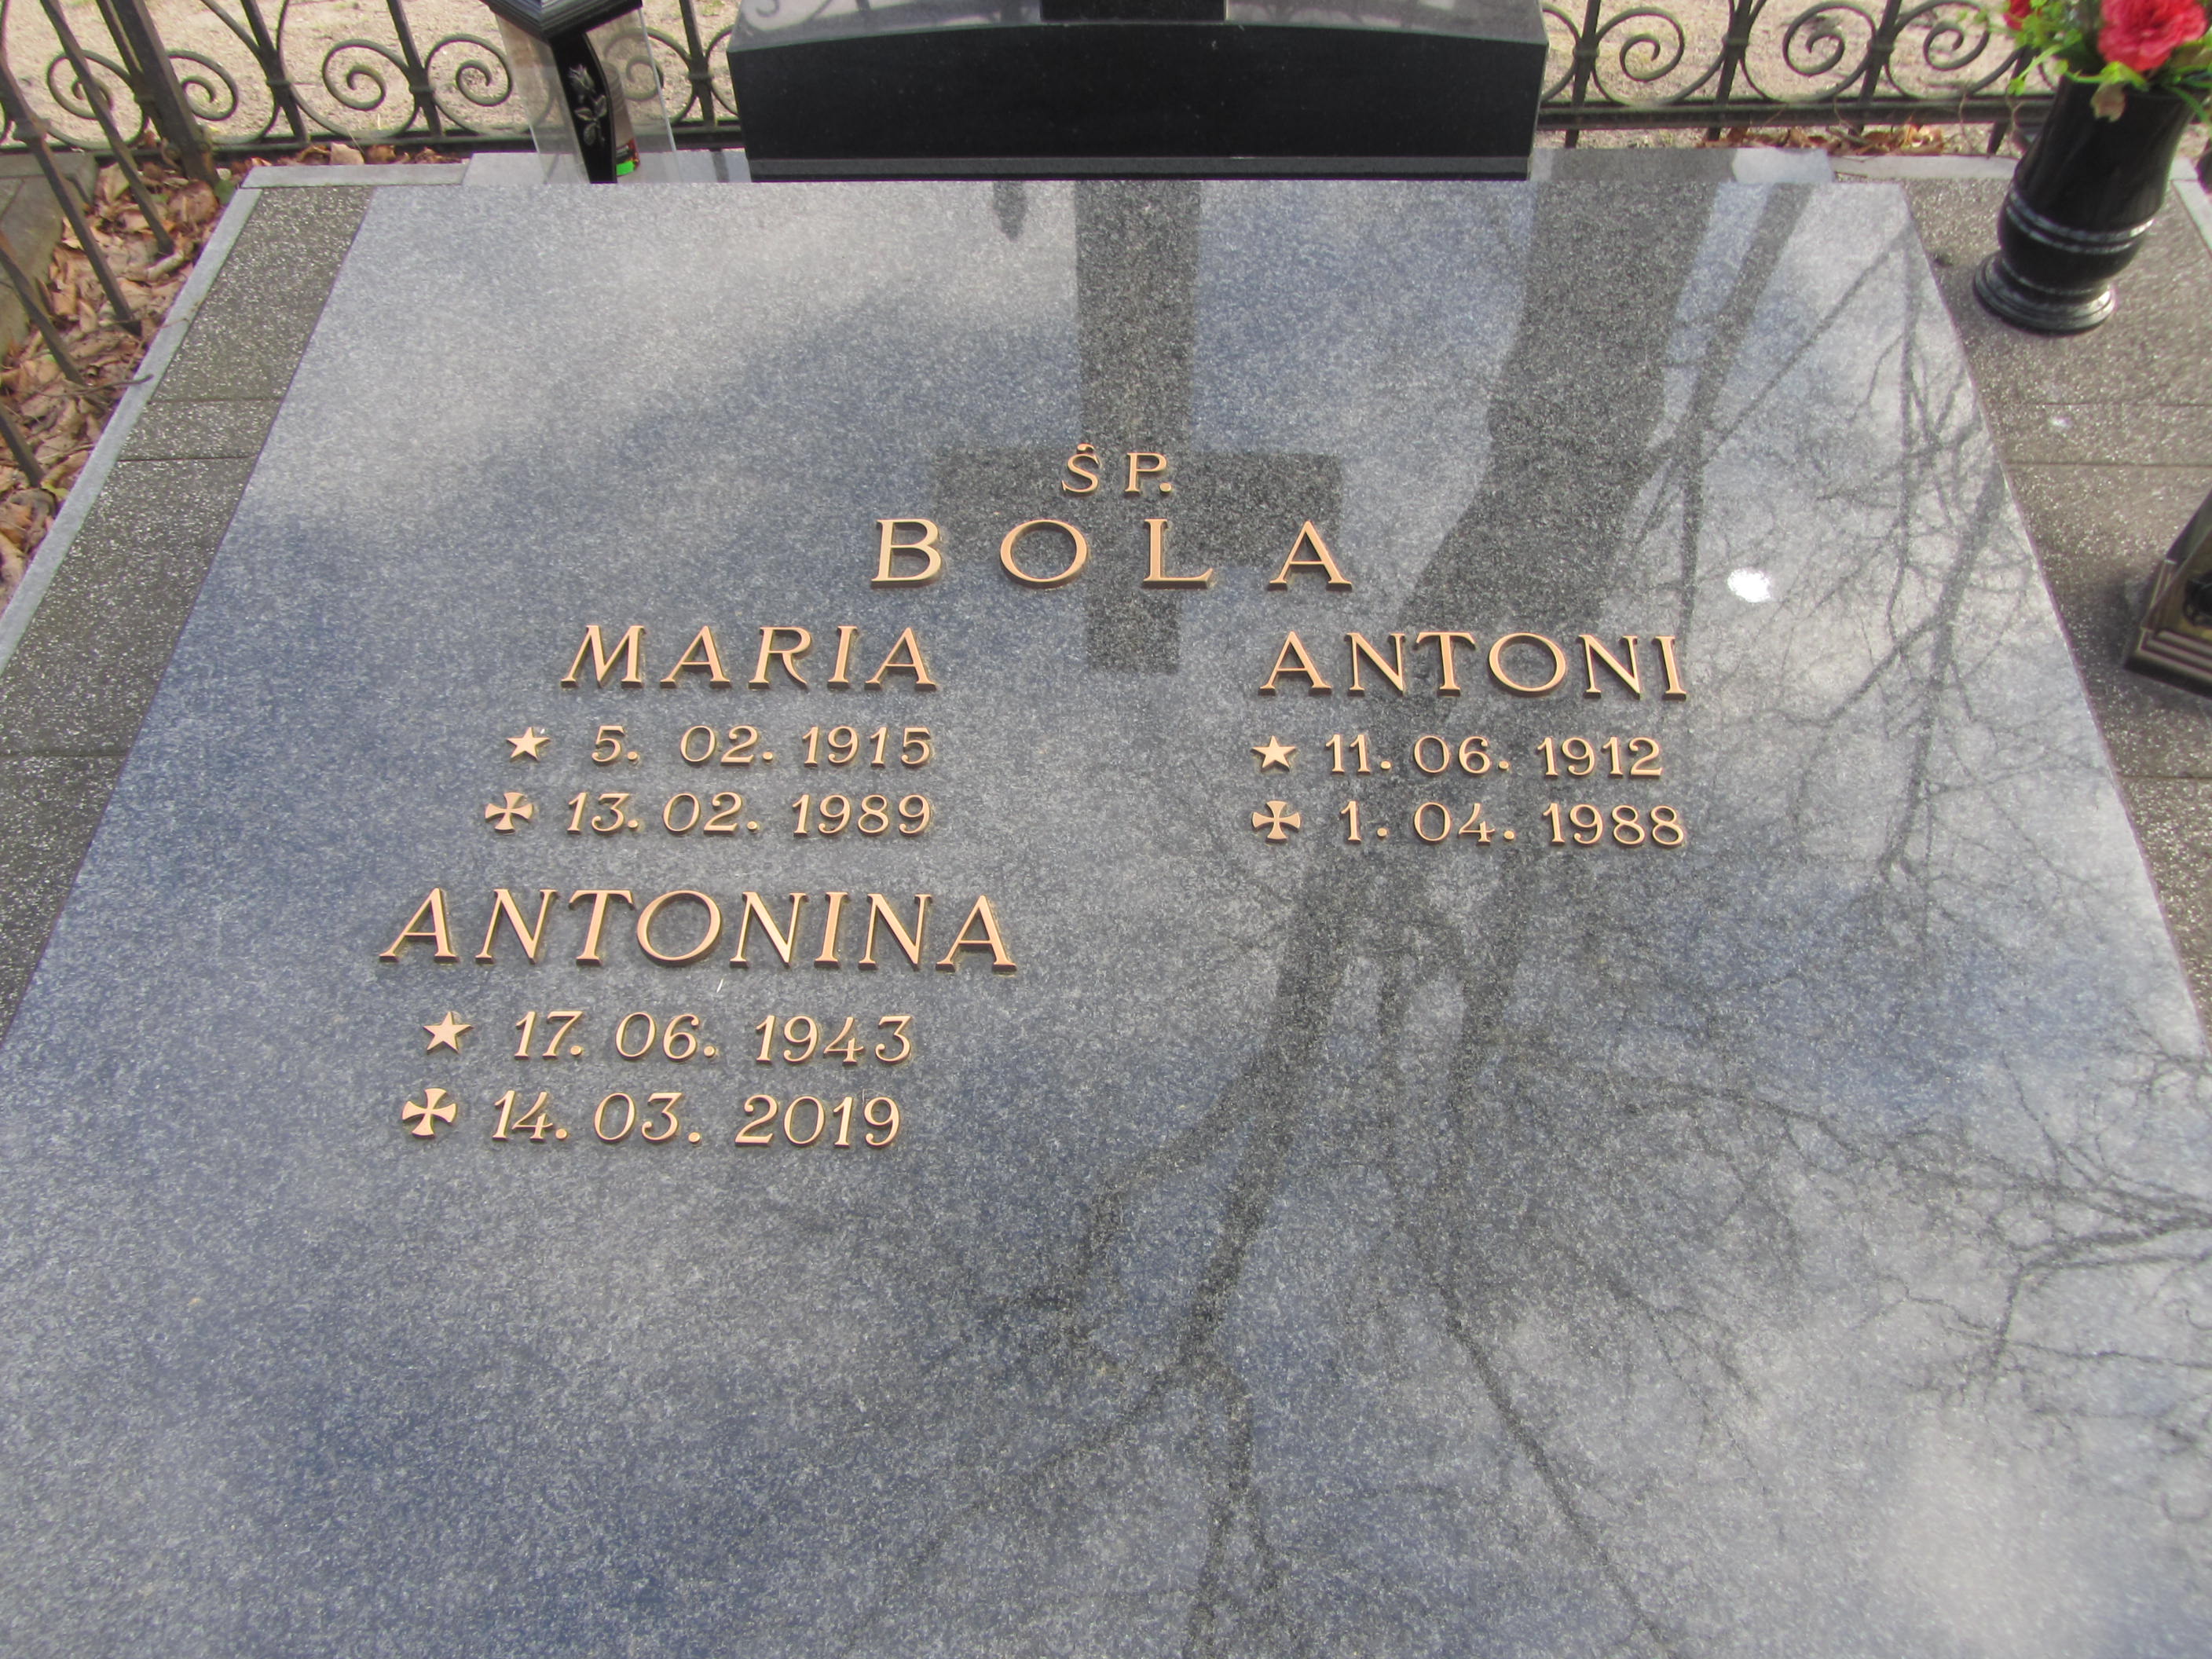 ŚP.
BOLA
MARIA
★ 5. 02. 1915
✠ 13. 02. 1989
ANTONI
★ 11. 06. 1912
✠ 1. 04. 1988
ANTONINA
★ 17. 06. 1943
✠ 14. 03. 2019